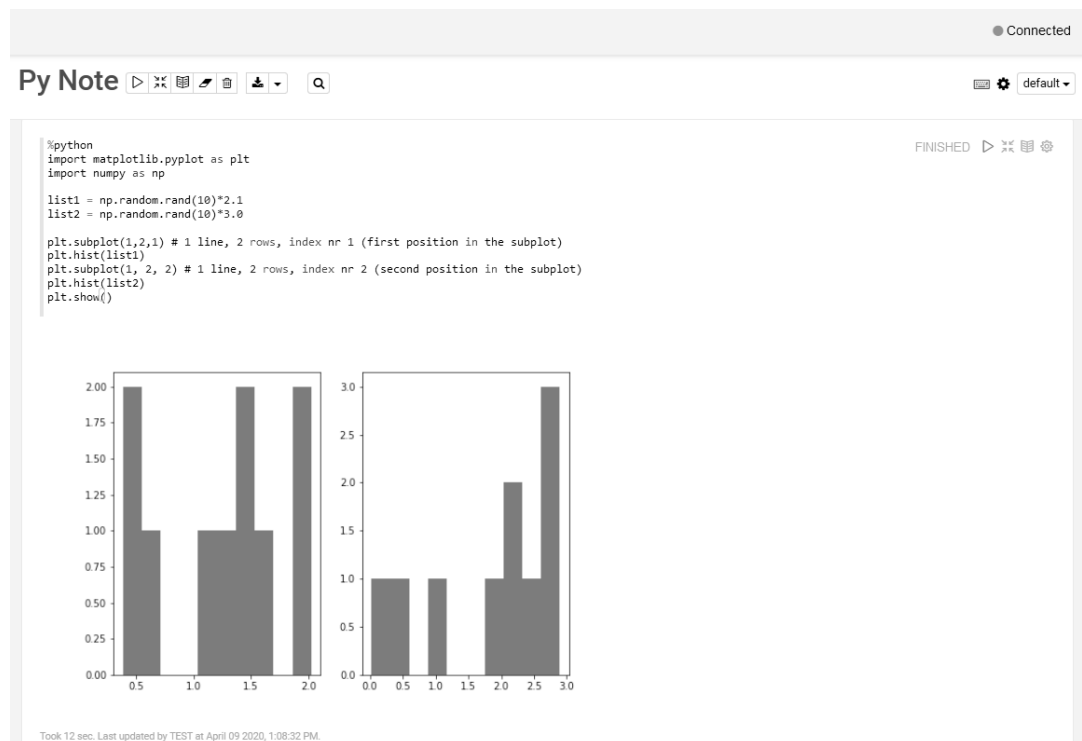 Connected
Py Note
default
%python
FINISHED
import matplotlib.pyplot as plt
import numpy as np
list1 = np.random.rand(10)*2.1
list2 = np.random.rand(10)*3.0
plt.subplot(1,2,1) # 1 line, 2 rows, index nr 1 (first position in the subplot)
plt.hist(list1)
plt.subplot(1, 2, 2) # 1 line, 2 rows, index nr 2 (second position in the subplot)
plt.hist(list2)
plt.show()
2.00
1.75
1.50
1.25
1.00
0.75
0.50
0.25
0.00
0.5 1.0 1.5 2.0
3.0
2.5
2.0
1.5
1.0
0.5
0.0
0.0 0.5 1.0 1.5 2.0 2.5 3.0
Took 12 sec. Last updated by TEST at April 09 2020, 1:08:32 PM.